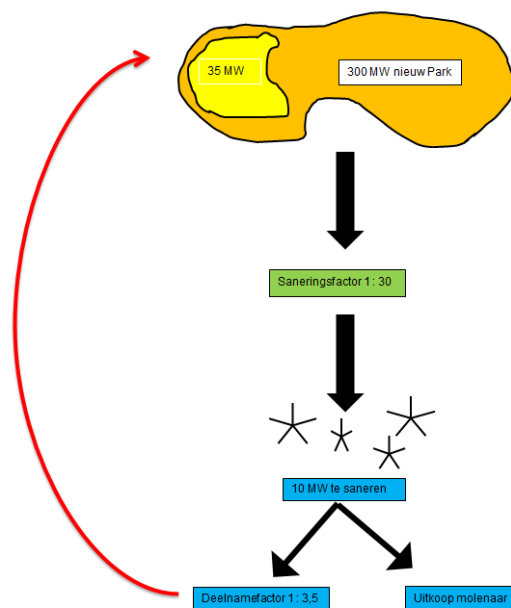 35 MW
300 MW nieuw Park
Saneringsfactor 1 : 30
10 MW te saneren
Deelnamefactor 1 : 3,5
Uitkoop molenaar